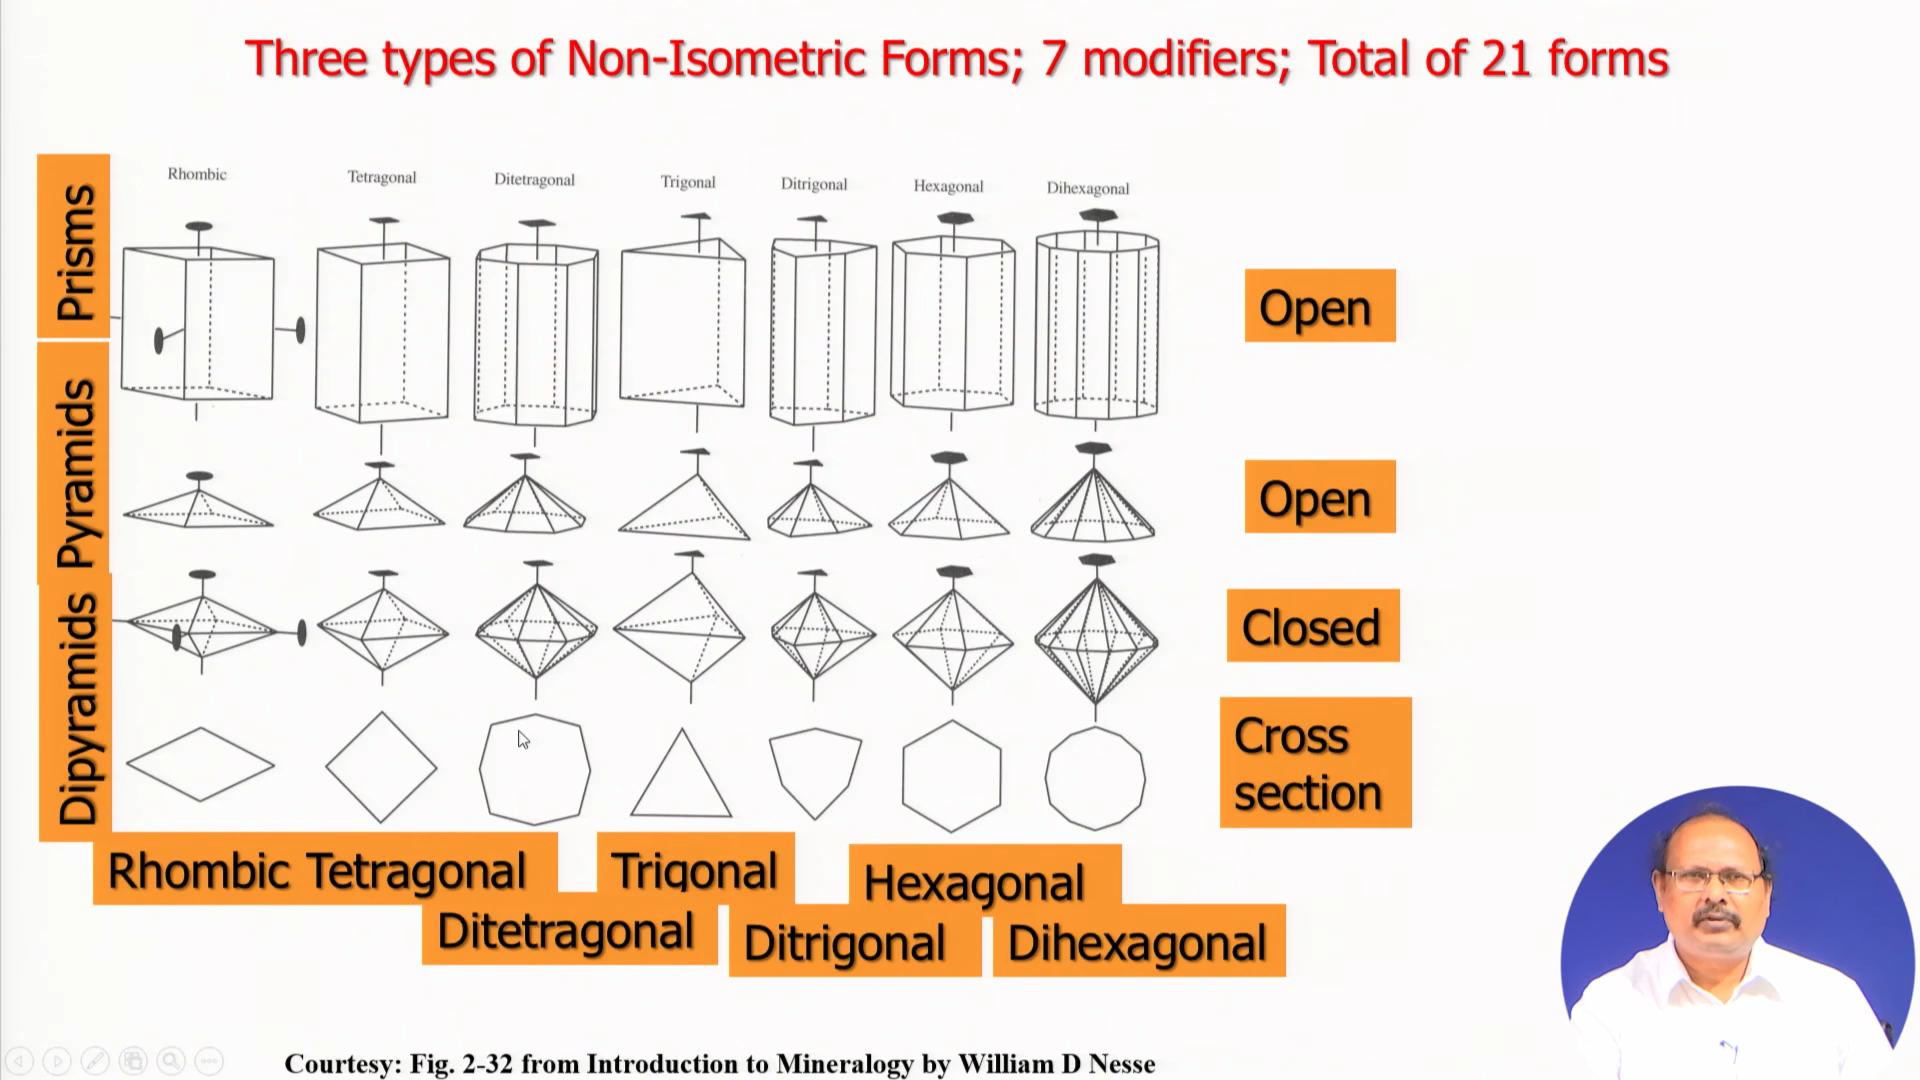 Three types of Non-Isometric Forms; 7 modifiers; Total of 21 forms
Rhombic
Tetragonal
Ditetragonal
Trigonal
Ditrigonal
Hexagonal
Dihexagonal
Prisms
Open
Pyramids
Open
Dipyramids
Closed
Cross
section
Rhombic Tetragonal
Trigonal
Hexagonal
Ditetragonal
Ditrigonal
Dihexagonal
Courtesy: Fig. 2-32 from Introduction to Mineralogy by William D Nesse